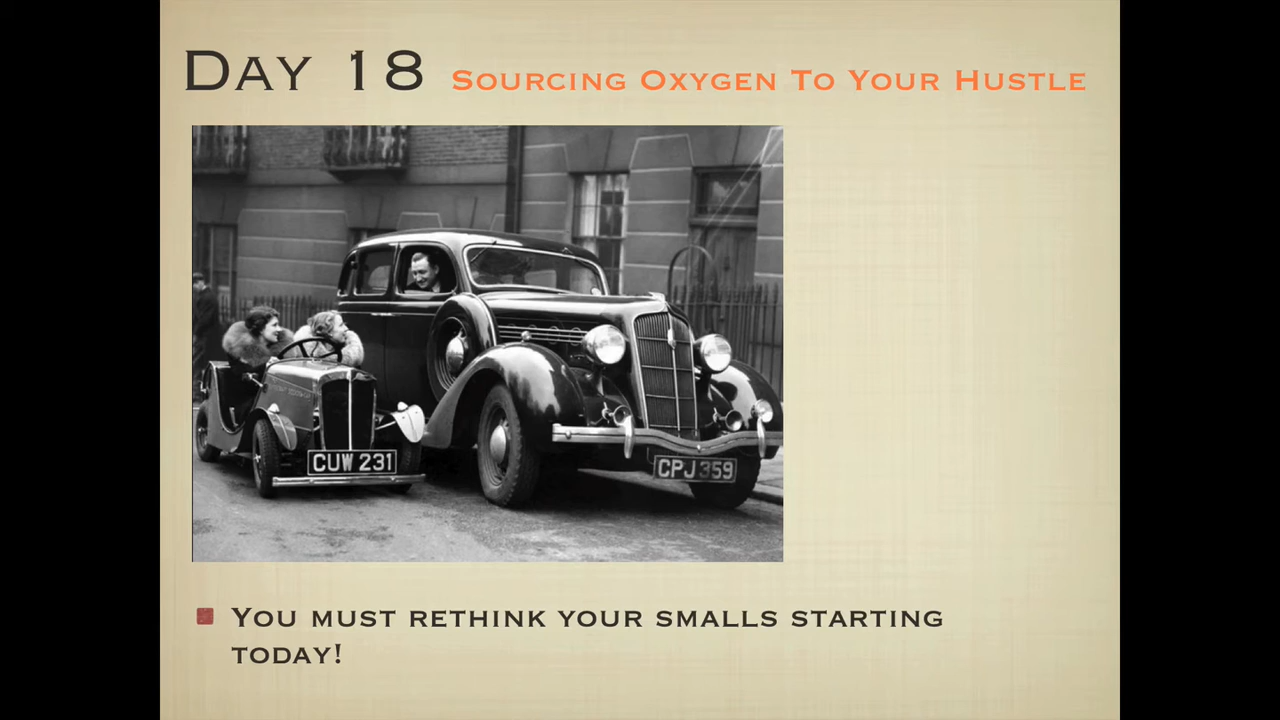 Day 18 Sourcing Oxygen To Your Hustle
CUW 231
CPJ 359
You must rethink your smalls starting
today!